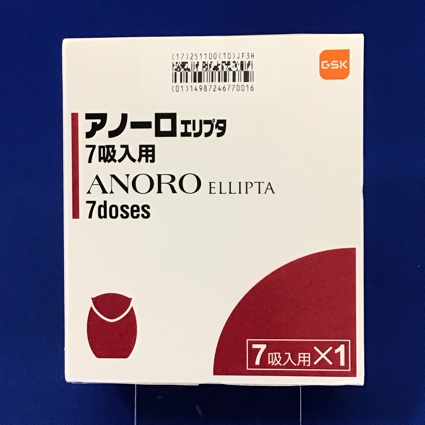 (17)251100(10)JF3H
(01)14987246770016
GSK
アノーロエリプタ
7吸入用
ANORO ELLIPTA
7doses
7吸入用×1